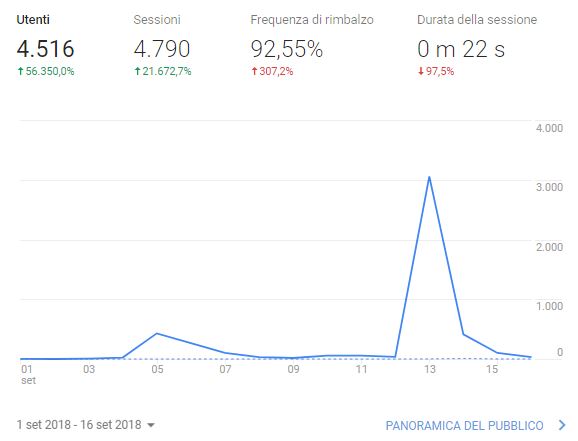 Utenti Sessioni Frequenza di rimbalzo Durata della sessione
4.516 4.790 92,55% 0 m 22 s
↑56.350,0% ↑21.672,7% ↑307,2% ↓97,5%
4.000
3.000
2.000
1.000
0
01 03 05 07 09 11 13 15
set
1 set 2018 - 16 set 2018 PANORAMICA DEL PUBBLICO